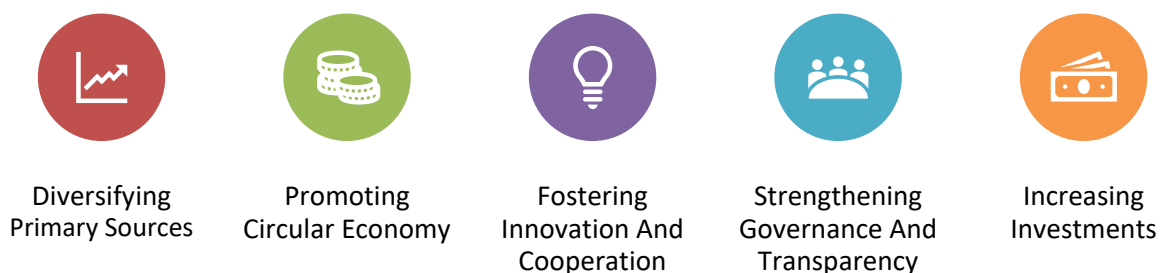 Diversifying
Primary Sources
Promoting
Circular Economy
Fostering
Innovation And
Cooperation
Strengthening
Governance And
Transparency
Increasing
Investments